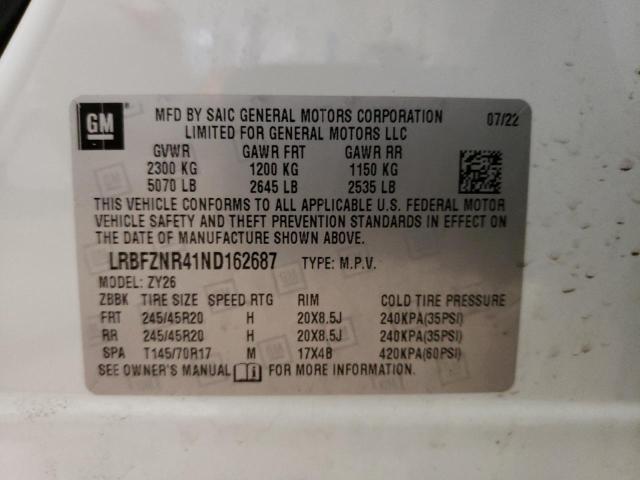 GM
MFD BY SAIC GENERAL MOTORS CORPORATION 07/22
LIMITED FOR GENERAL MOTORS LLC
GVWR GAWR FRT GAWR RR
2300 KG 1200 KG 1150 KG
5070 LB 2645 LB 2535 LB
THIS VEHICLE CONFORMS TO ALL APPLICABLE U.S. FEDERAL MOTOR
VEHICLE SAFETY AND THEFT PREVENTION STANDARDS IN EFFECT ON
THE DATE OF MANUFACTURE SHOWN ABOVE.
LRBFZNR41ND162687 TYPE: M.P.V.
MODEL: ZY26
ZBBK TIRE SIZE SPEED RTG RIM COLD TIRE PRESSURE
FRT 245/45R20 H 20X8.5J 240KPA(35PSI)
RR 245/45R20 H 20X8.5J 240KPA(35PSI)
SPA T145/70R17 M 17X4B 420KPA(60PSI)
SEE OWNER'S MANUAL FOR MORE INFORMATION.